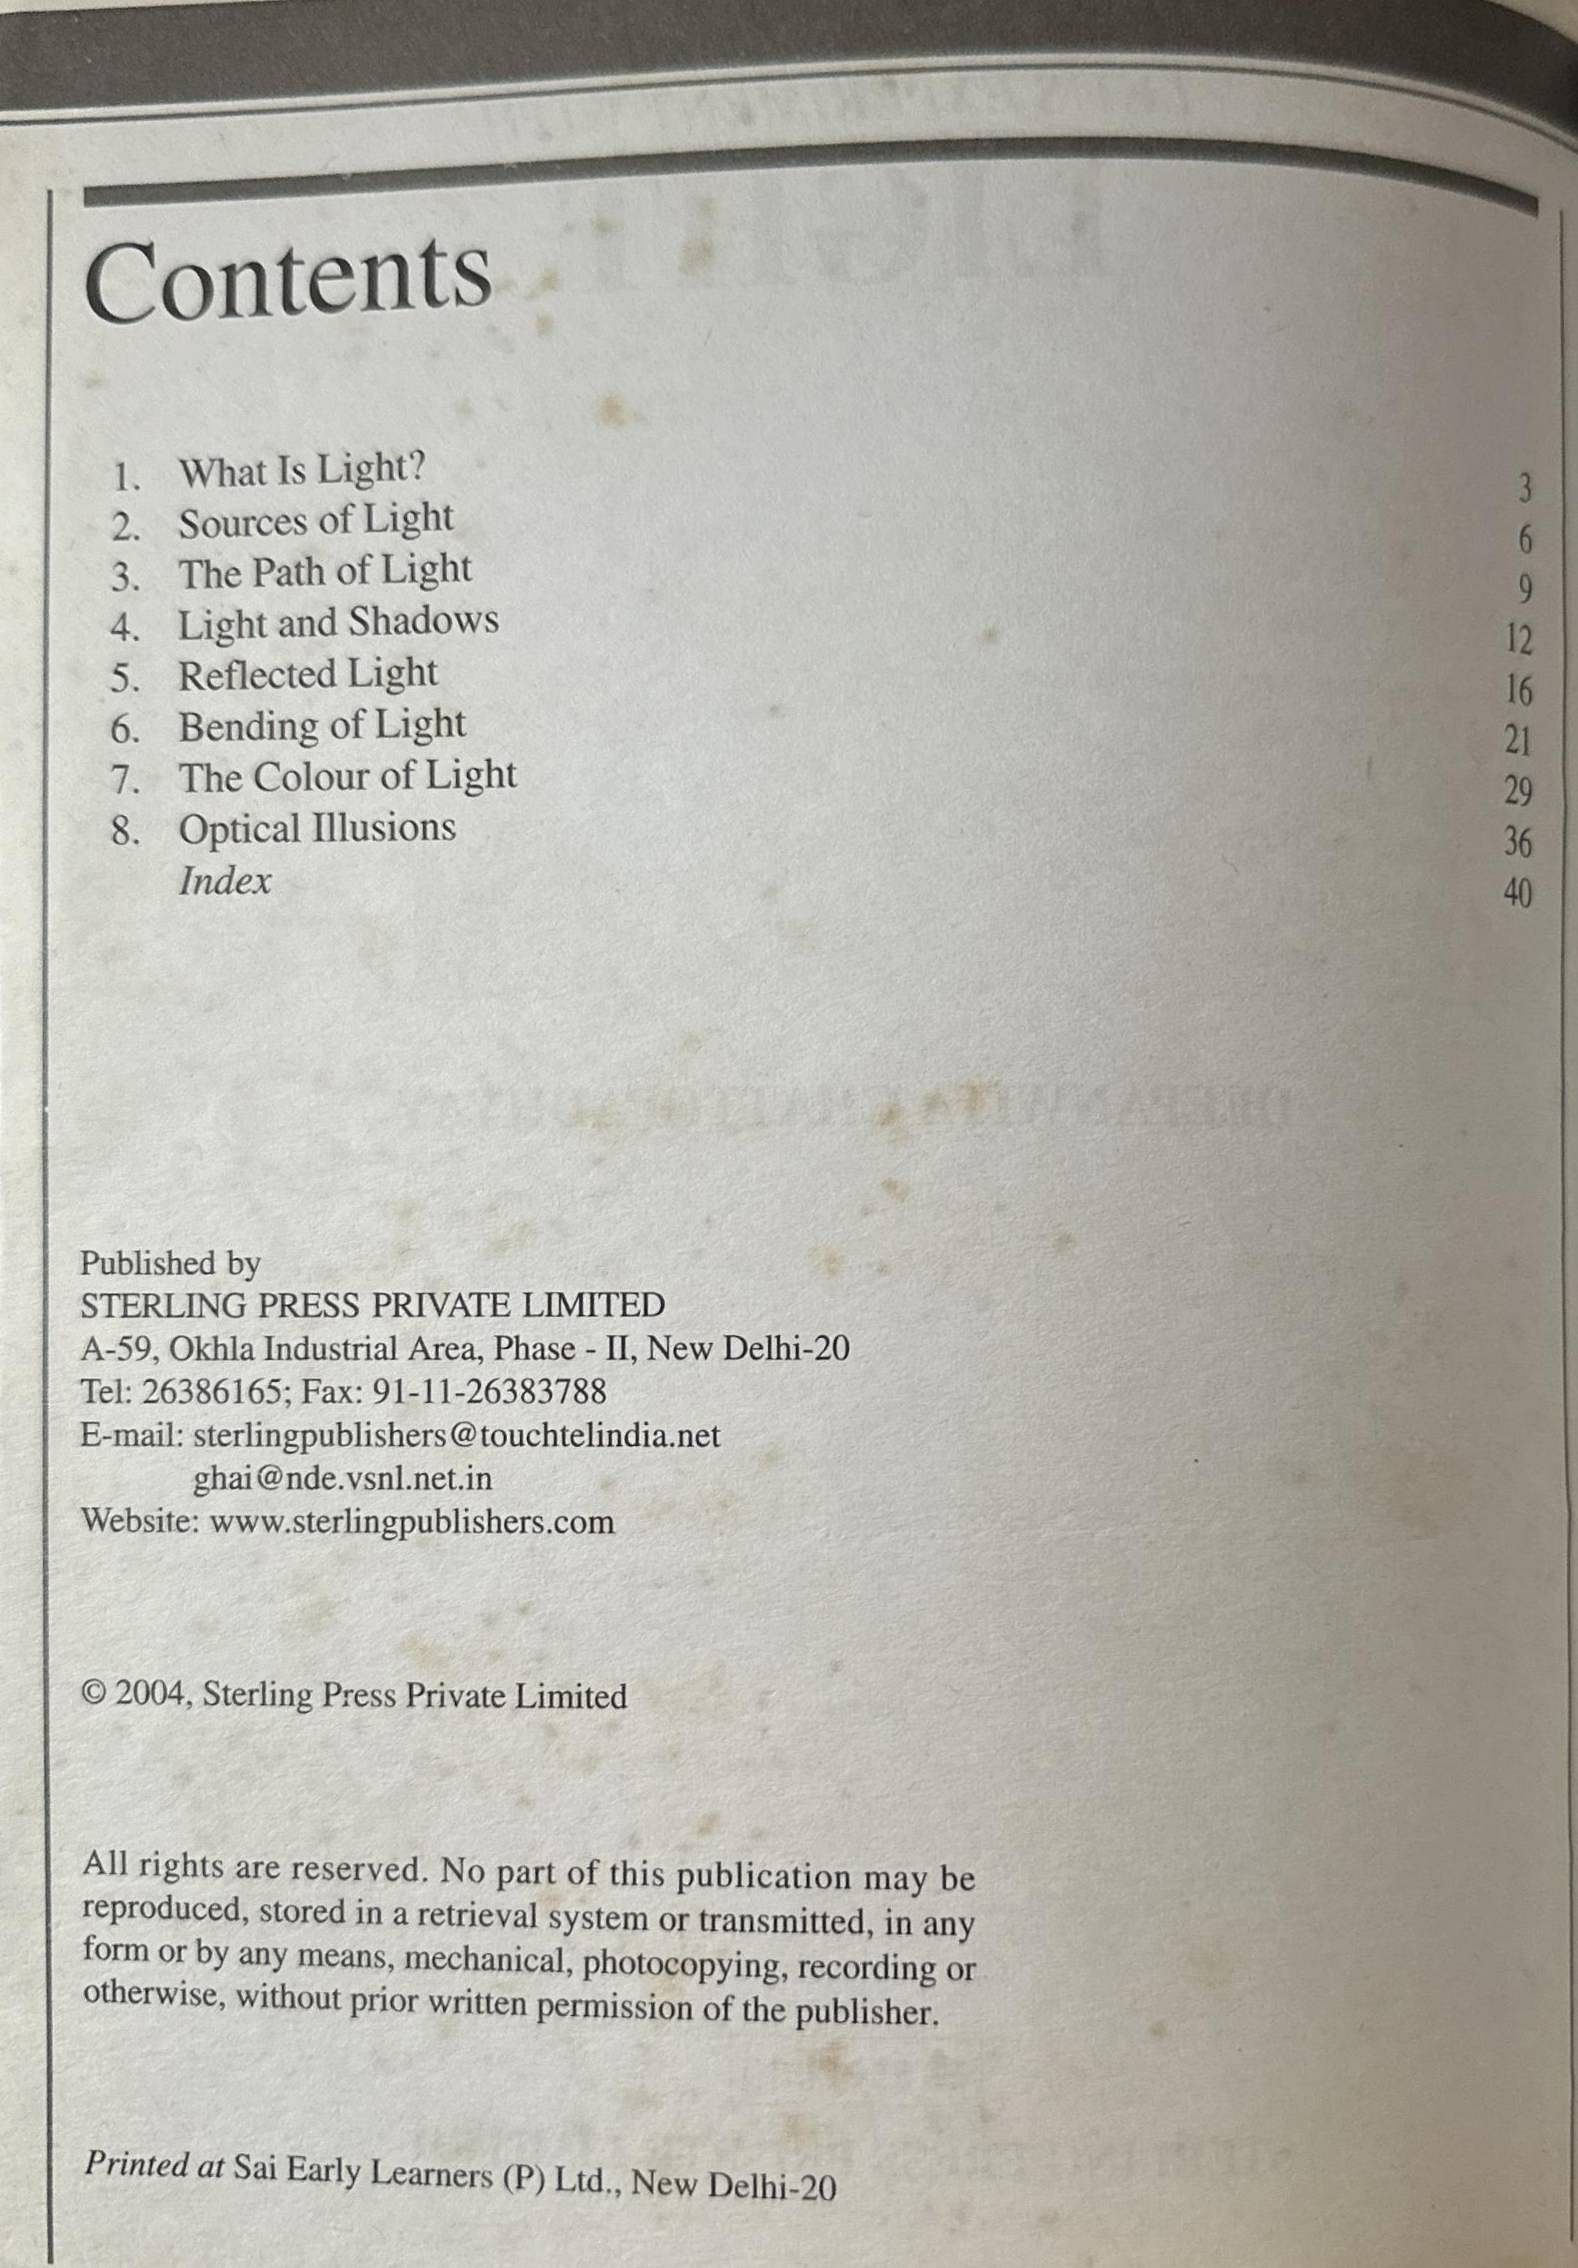 Contents
1. What Is Light? 3
2. Sources of Light 6
3. The Path of Light 9
4. Light and Shadows 12
5. Reflected Light 16
6. Bending of Light 21
7. The Colour of Light 29
8. Optical Illusions 36
Index 40
Published by
STERLING PRESS PRIVATE LIMITED
A-59, Okhla Industrial Area, Phase - II, New Delhi-20
Tel: 26386165; Fax: 91-11-26383788
E-mail: sterlingpublishers@touchtelindia.net
ghai@nde.vsnl.net.in
Website: www.sterlingpublishers.com
© 2004, Sterling Press Private Limited
All rights are reserved. No part of this publication may be
reproduced, stored in a retrieval system or transmitted, in any
form or by any means, mechanical, photocopying, recording or
otherwise, without prior written permission of the publisher.
Printed at Sai Early Learners (P) Ltd., New Delhi-20